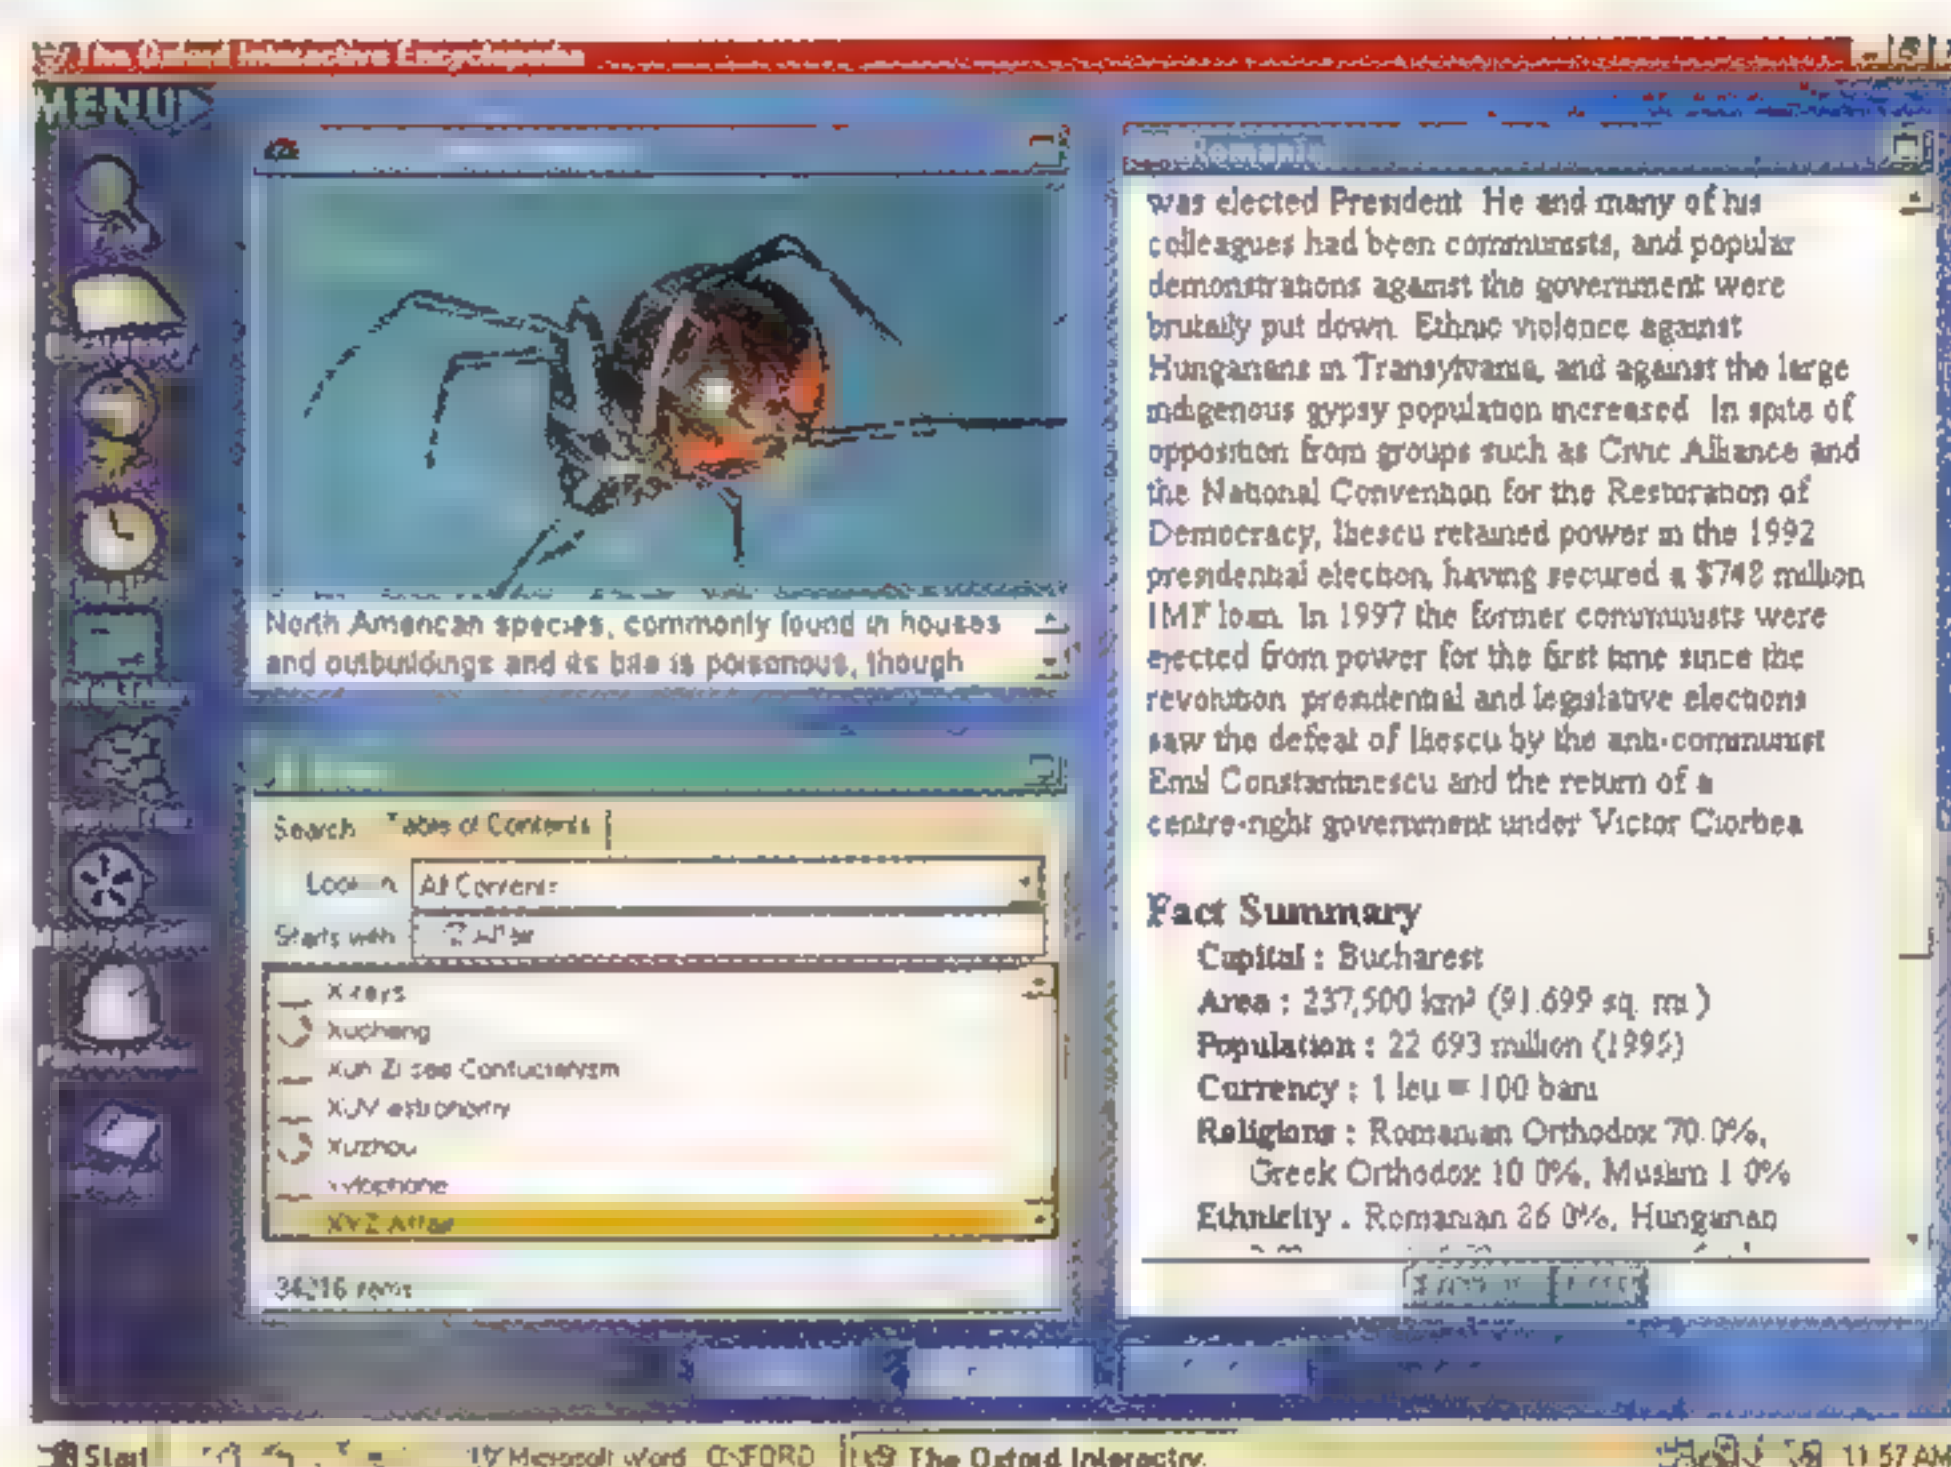 The Oxford Interactive Encyclopedia
MENU
North American species, commonly found in houses
and outbuildings and its bite is poisonous, though
Search Table of Contents
Look in All Contents
Starts with XYZ Affair
X-rays
Xuchang
Xun Zi see Confucianism
XUV astronomy
Xuzhou
xylophone
XYZ Affair
34216 items
Romania
was elected President. He and many of his
colleagues had been communists, and popular
demonstrations against the government were
brutally put down. Ethnic violence against
Hungarians in Transylvania, and against the large
indigenous gypsy population increased. In spite of
opposition from groups such as Civic Alliance and
the National Convention for the Restoration of
Democracy, Iliescu retained power in the 1992
presidential election, having secured a $748 million
IMF loan. In 1997 the former communists were
ejected from power for the first time since the
revolution: presidential and legislative elections
saw the defeat of Iliescu by the anti-communist
Emil Constantinescu and the return of a
centre-right government under Victor Ciorbea
Fact Summary
Capital : Bucharest
Area : 237,500 km² (91,699 sq. mi.)
Population : 22.693 million (1995)
Currency : 1 leu = 100 bani
Religions : Romanian Orthodox 70.0%,
Greek Orthodox 10.0%, Muslim 1.0%
Ethnicity : Romanian 26.0%, Hungarian
Start
Microsoft Word
OXFORD
The Oxford Interactiv
11:57 AM